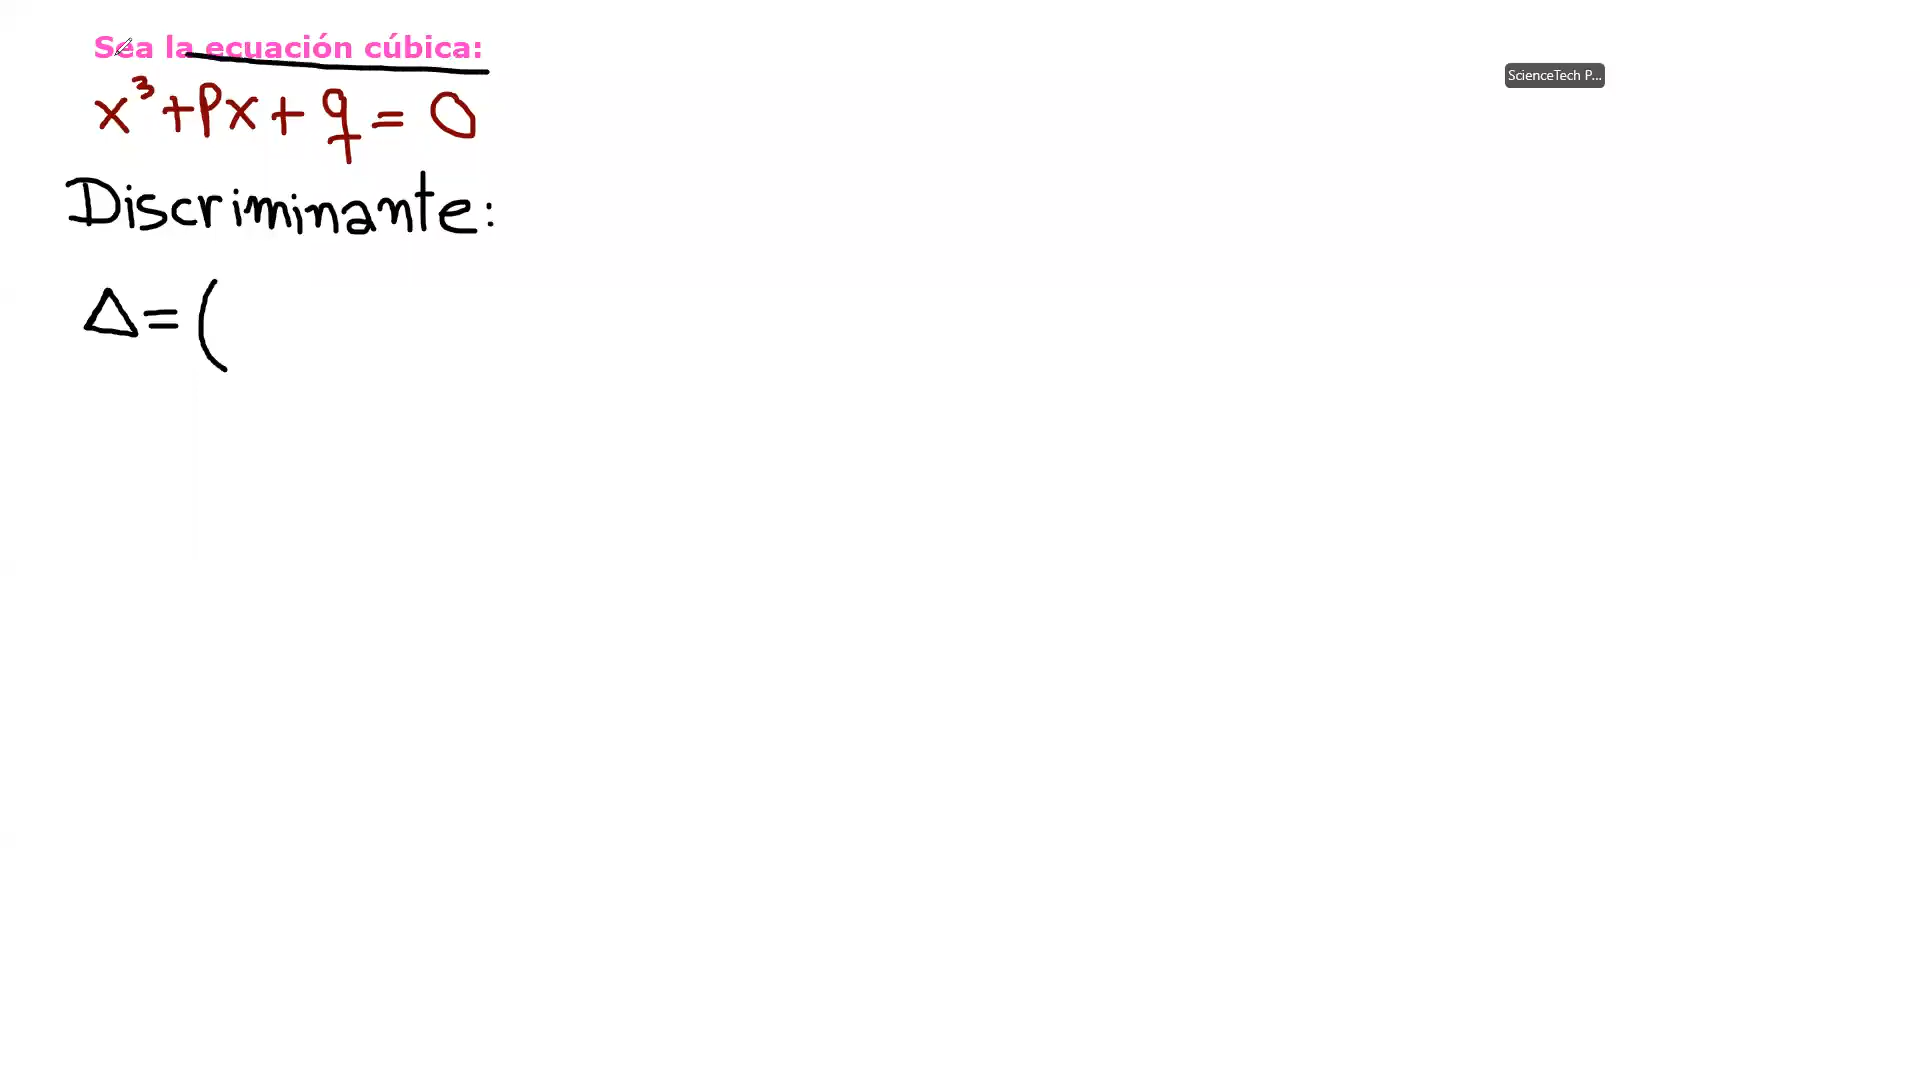 Sea la ecuación cúbica:
ScienceTech P...
x³+px+q=0
Discriminante:
Δ=(